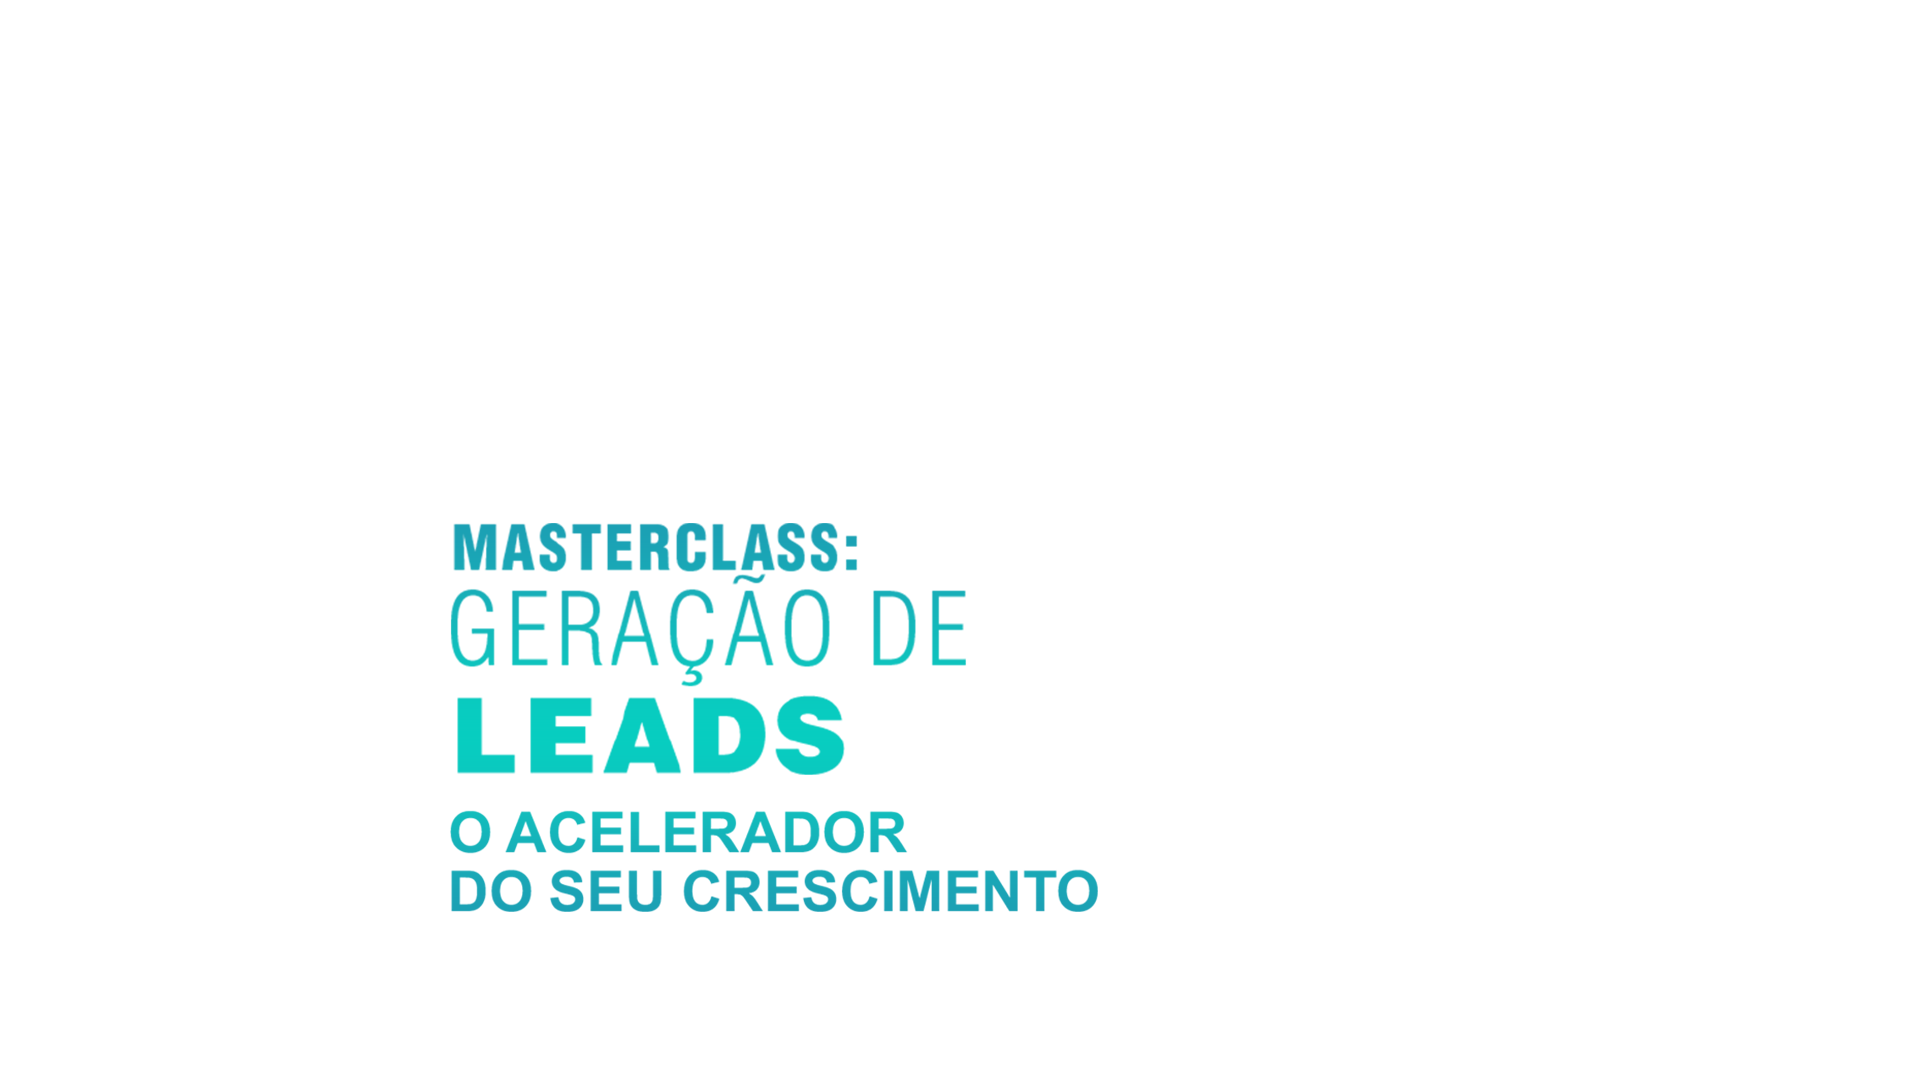 MASTERCLASS:
GERAÇÃO DE
LEADS
O ACELERADOR
DO SEU CRESCIMENTO